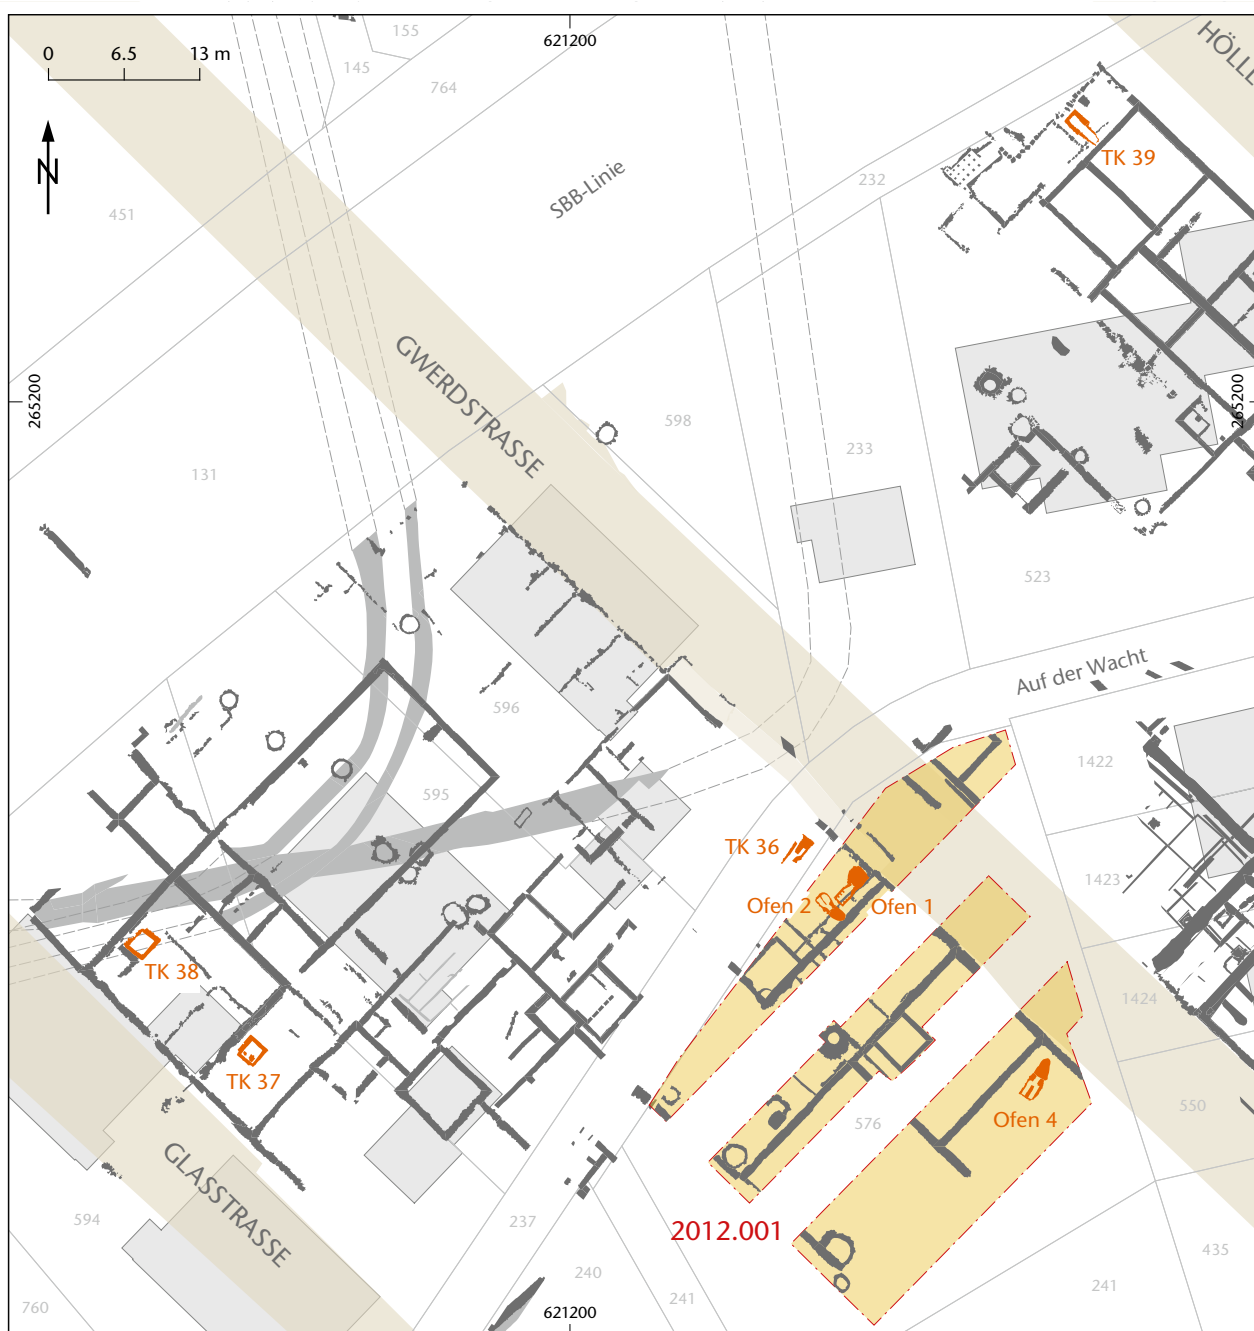 155
621200
HÖLL
0 6.5 13 m
145
764
N
TK 39
SBB-Linie
232
451
GWERDSTRASSE
265200
265200
598
233
131
523
Auf der Wacht
596
1422
595
TK 36
1423
Ofen 2
Ofen 1
TK 38
1424
TK 37
Ofen 4
576
550
GLASSTRASSE
594
237
2012.001
435
240
241
241
760
621200